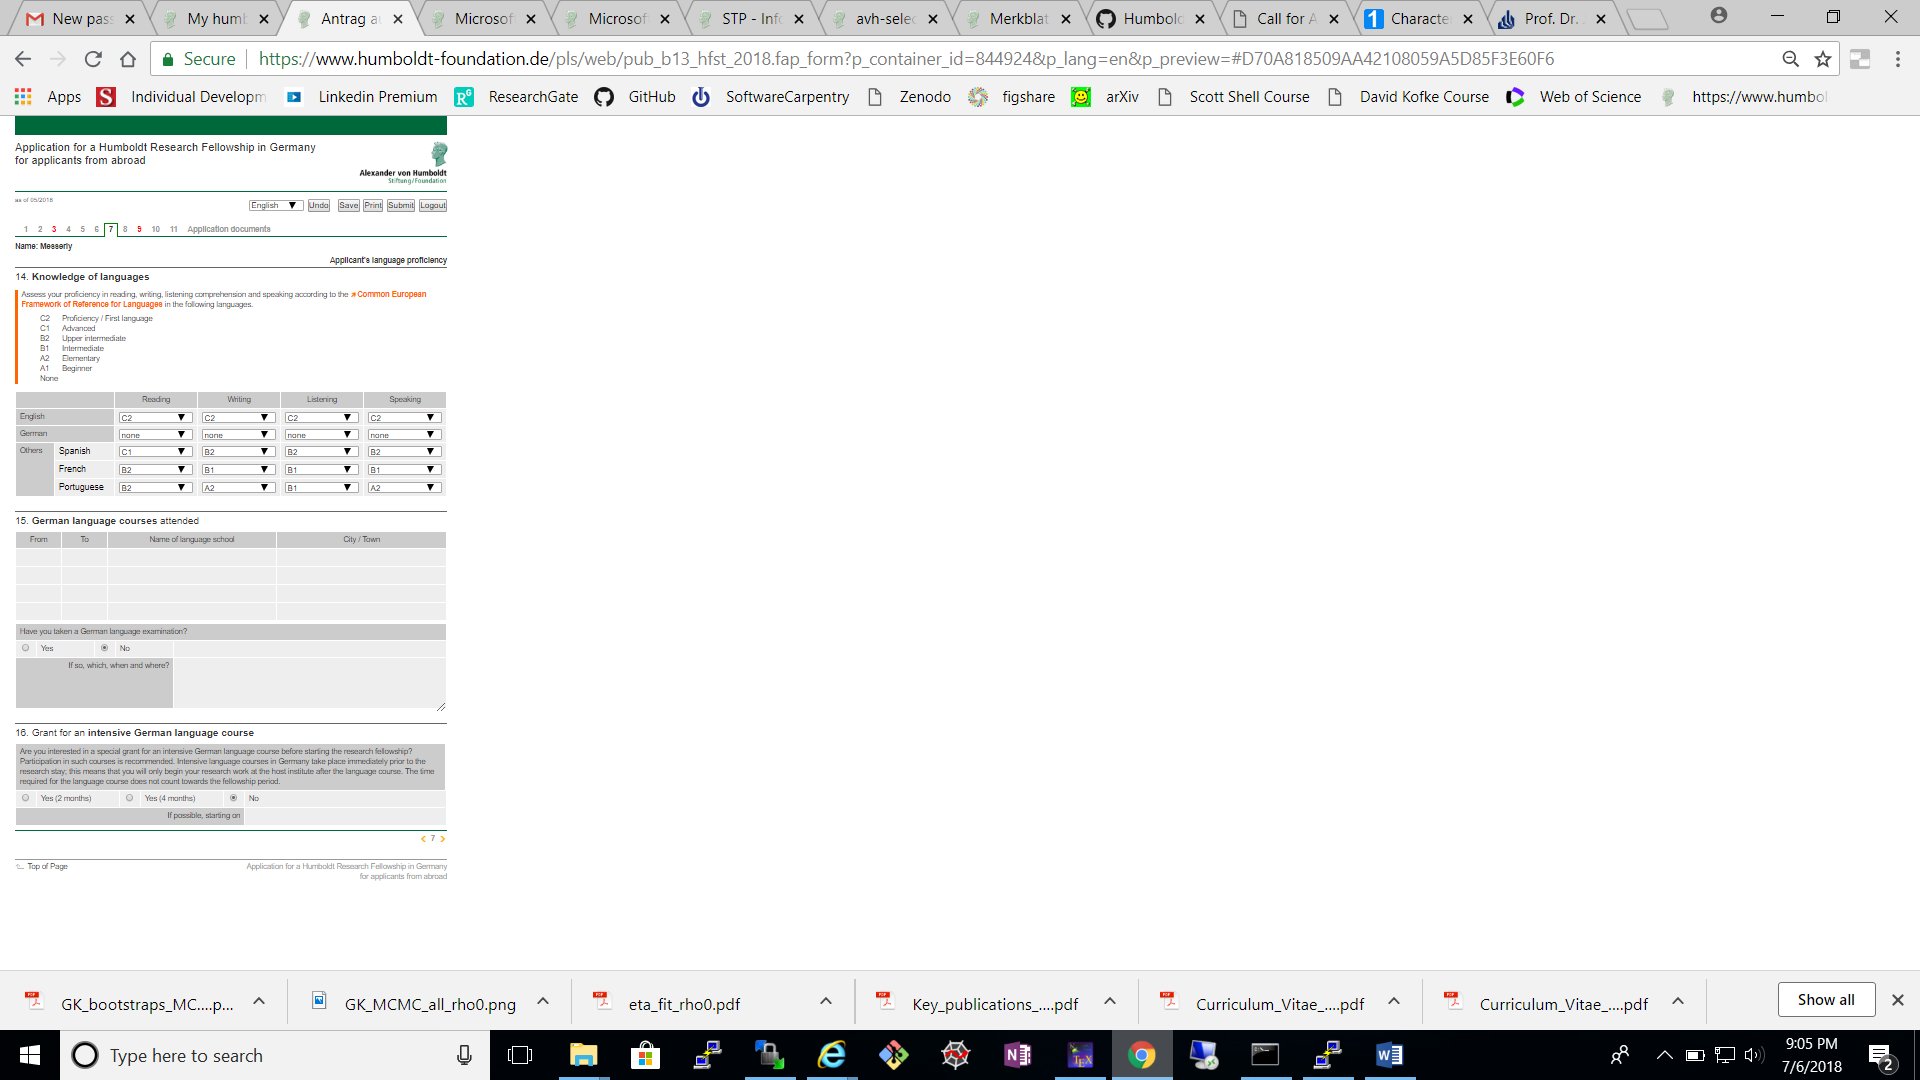 New pass
My humb
Antrag au
Microsof
Microsof
STP - Info
avh-selec
Merkblat
Humbold
Call for A
Character
Prof. Dr.
Secure https://www.humboldt-foundation.de/pls/web/pub_b13_hfst_2018.fap_form?p_container_id=844924&p_lang=en&p_preview=#D70A818509AA42108059A5D85F3E60F6
Apps Individual Developm Linkedin Premium ResearchGate GitHub SoftwareCarpentry Zenodo figshare arXiv Scott Shell Course David Kofke Course Web of Science https://www.humbol
Application for a Humboldt Research Fellowship in Germany
for applicants from abroad
Alexander von Humboldt
Stiftung/Foundation
as of 05/2018
English Undo Save Print Submit Logout
1 2 3 4 5 6 7 8 9 10 11 Application documents
Name: Messerly
Applicant's language proficiency
14. Knowledge of languages
Assess your proficiency in reading, writing, listening comprehension and speaking according to the Common European
Framework of Reference for Languages in the following languages.
C2 Proficiency / First language
C1 Advanced
B2 Upper intermediate
B1 Intermediate
A2 Elementary
A1 Beginner
None
Reading Writing Listening Speaking
English C2 C2 C2 C2
German none none none none
Others Spanish C1 B2 B2 B2
French B2 B1 B1 B1
Portuguese B2 A2 B1 A2
15. German language courses attended
From To Name of language school City / Town
Have you taken a German language examination?
Yes No
If so, which, when and where?
16. Grant for an intensive German language course
Are you interested in a special grant for an intensive German language course before starting the research fellowship?
Participation in such courses is recommended. Intensive language courses in Germany take place immediately prior to the
research stay; this means that you will only begin your research work at the host institute after the language course. The time
required for the language course does not count towards the fellowship period.
Yes (2 months) Yes (4 months) No
If possible, starting on
< 7 >
Top of Page
Application for a Humboldt Research Fellowship in Germany
for applicants from abroad
GK_bootstraps_MC....p... GK_MCMC_all_rho0.png eta_fit_rho0.pdf Key_publications_....pdf Curriculum_Vitae_....pdf Curriculum_Vitae_....pdf Show all
Type here to search
9:05 PM
7/6/2018
2